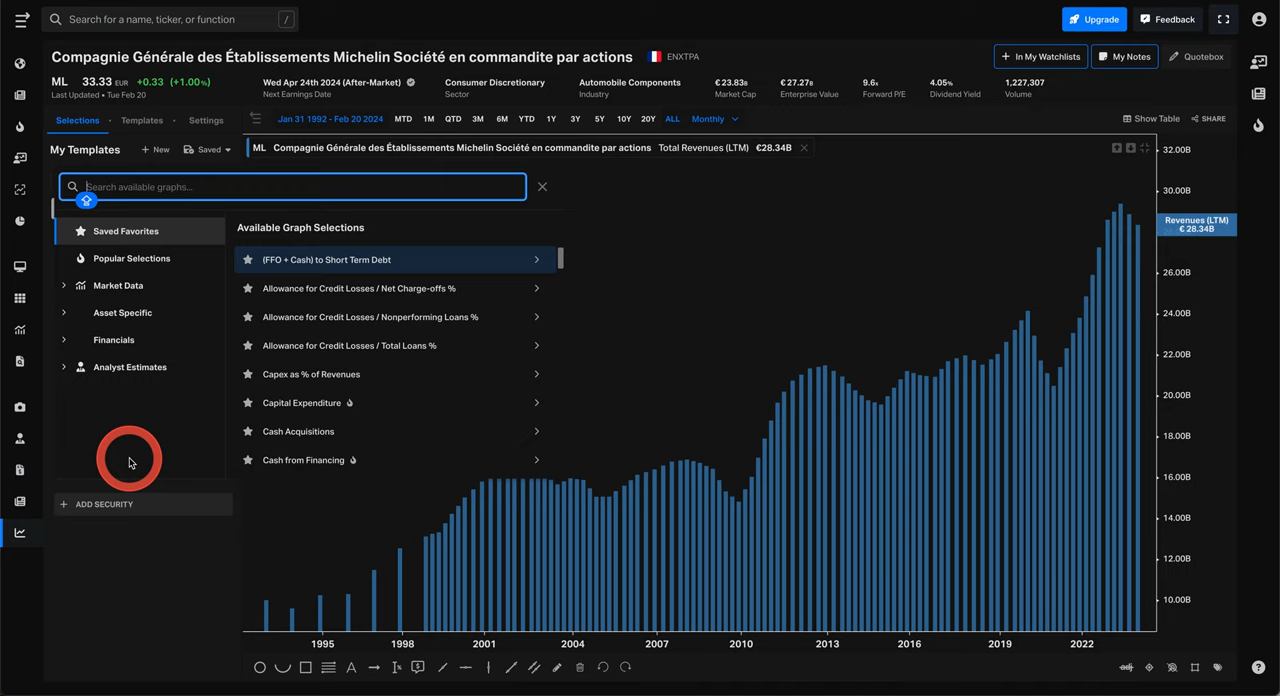 Search for a name, ticker, or function /
Upgrade
Feedback
Compagnie Générale des Établissements Michelin Société en commandite par actions ENXTPA
In My Watchlists
My Notes
Quotebox
ML 33.33 EUR +0.33 (+1.00%)
Last Updated • Tue Feb 20
Wed Apr 24th 2024 (After-Market)
Next Earnings Date
Consumer Discretionary
Sector
Automobile Components
Industry
€23.83B
Market Cap
€27.27B
Enterprise Value
9.6x
Forward P/E
4.05%
Dividend Yield
1,227,307
Volume
Selections • Templates • Settings
Jan 31 1992 - Feb 20 2024 MTD 1M QTD 3M 6M YTD 1Y 3Y 5Y 10Y 20Y ALL Monthly
Show Table SHARE
My Templates + New Saved
ML Compagnie Générale des Établissements Michelin Société en commandite par actions Total Revenues (LTM) €28.34B
Search available graphs...
Saved Favorites
Popular Selections
Market Data
Asset Specific
Financials
Analyst Estimates
+ ADD SECURITY
Available Graph Selections
(FFO + Cash) to Short Term Debt
Allowance for Credit Losses / Net Charge-offs %
Allowance for Credit Losses / Nonperforming Loans %
Allowance for Credit Losses / Total Loans %
Capex as % of Revenues
Capital Expenditure
Cash Acquisitions
Cash from Financing
32.00B
30.00B
Revenues (LTM)
€ 28.34B
26.00B
24.00B
22.00B
20.00B
18.00B
16.00B
14.00B
12.00B
10.00B
1995 1998 2001 2004 2007 2010 2013 2016 2019 2022